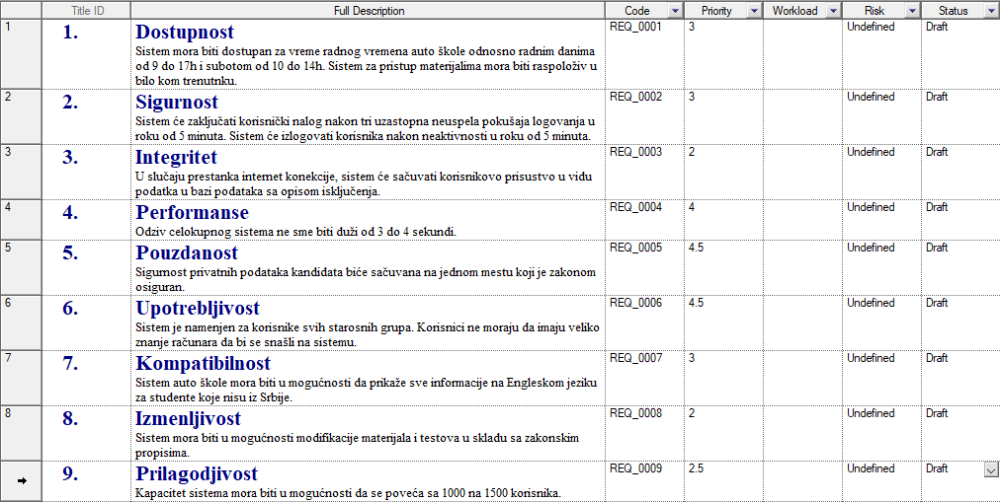 Title ID Full Description Code Priority Workload Risk Status
1 1. Dostupnost REQ_0001 3 Undefined Draft
Sistem mora biti dostupan za vreme radnog vremena auto škole odnosno radnim danima
od 9 do 17h i subotom od 10 do 14h. Sistem za pristup materijalima mora biti raspoloživ u
bilo kom trenutnku.
2 2. Sigurnost REQ_0002 3 Undefined Draft
Sistem će zaključati korisnički nalog nakon tri uzastopna neuspela pokušaja logovanja u
roku od 5 minuta. Sistem će izlogovati korisnika nakon neaktivnosti u roku od 5 minuta.
3 3. Integritet REQ_0003 2 Undefined Draft
U slučaju prestanka internet konekcije, sistem će sačuvati korisnikovo prisustvo u vidu
podatka u bazi podataka sa opisom isključenja.
4 4. Performanse REQ_0004 4 Undefined Draft
Odziv celokupnog sistema ne sme biti duži od 3 do 4 sekundi.
5 5. Pouzdanost REQ_0005 4.5 Undefined Draft
Sigurnost privatnih podataka kandidata biće sačuvana na jednom mestu koji je zakonom
osiguran.
6 6. Upotrebljivost REQ_0006 4.5 Undefined Draft
Sistem je namenjen za korisnike svih starosnih grupa. Korisnici ne moraju da imaju veliko
znanje računara da bi se snašli na sistemu.
7 7. Kompatibilnost REQ_0007 3 Undefined Draft
Sistem auto škole mora biti u mogućnosti da prikaže sve informacije na Engleskom jeziku
za studente koje nisu iz Srbije.
8 8. Izmenljivost REQ_0008 2 Undefined Draft
Sistem mora biti u mogućnosti modifikacije materijala i testova u skladu sa zakonskim
propisima.
9. Prilagodjivost REQ_0009 2.5 Undefined Draft
Kapacitet sistema mora biti u mogućnosti da se poveća sa 1000 na 1500 korisnika.